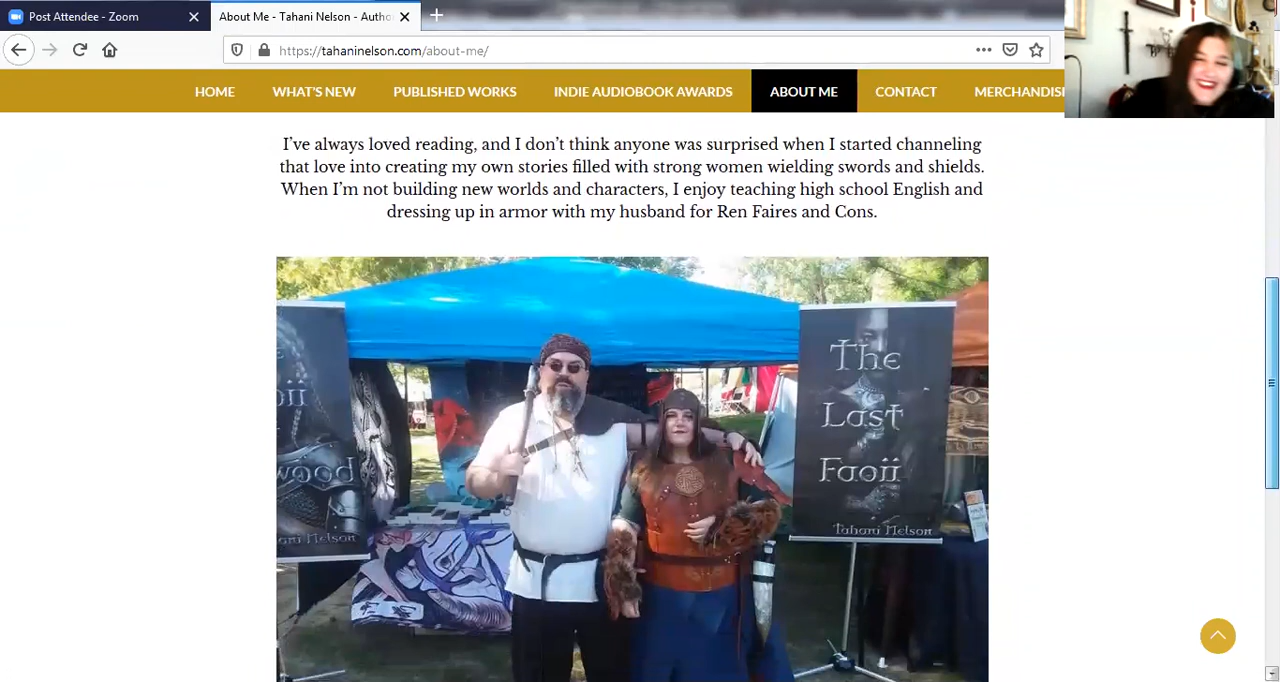 Post Attendee - Zoom
About Me - Tahani Nelson - Autho
https://tahaninelson.com/about-me/
HOME
WHAT'S NEW
PUBLISHED WORKS
INDIE AUDIOBOOK AWARDS
ABOUT ME
CONTACT
MERCHANDISI
I've always loved reading, and I don't think anyone was surprised when I started channeling
that love into creating my own stories filled with strong women wielding swords and shields.
When I'm not building new worlds and characters, I enjoy teaching high school English and
dressing up in armor with my husband for Ren Faires and Cons.
oii
wood
hani Nelson
The
Last
Faoii
Tahani Nelson